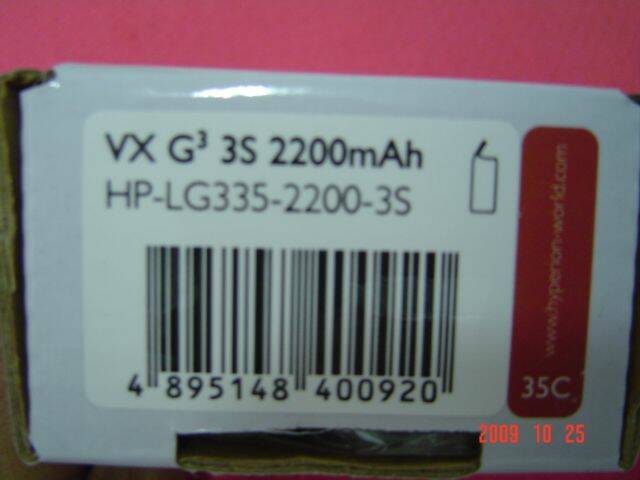 VX G³ 3S 2200mAh
HP-LG335-2200-3S
4 895148 400920
www.hyperion-world.com
35C
2009 10 25